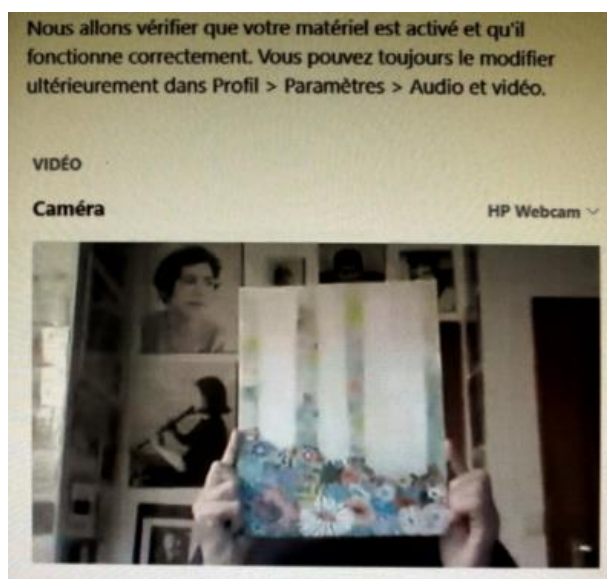 Nous allons vérifier que votre matériel est activé et qu'il
fonctionne correctement. Vous pouvez toujours le modifier
ultérieurement dans Profil > Paramètres > Audio et vidéo.
VIDÉO
Caméra
HP Webcam